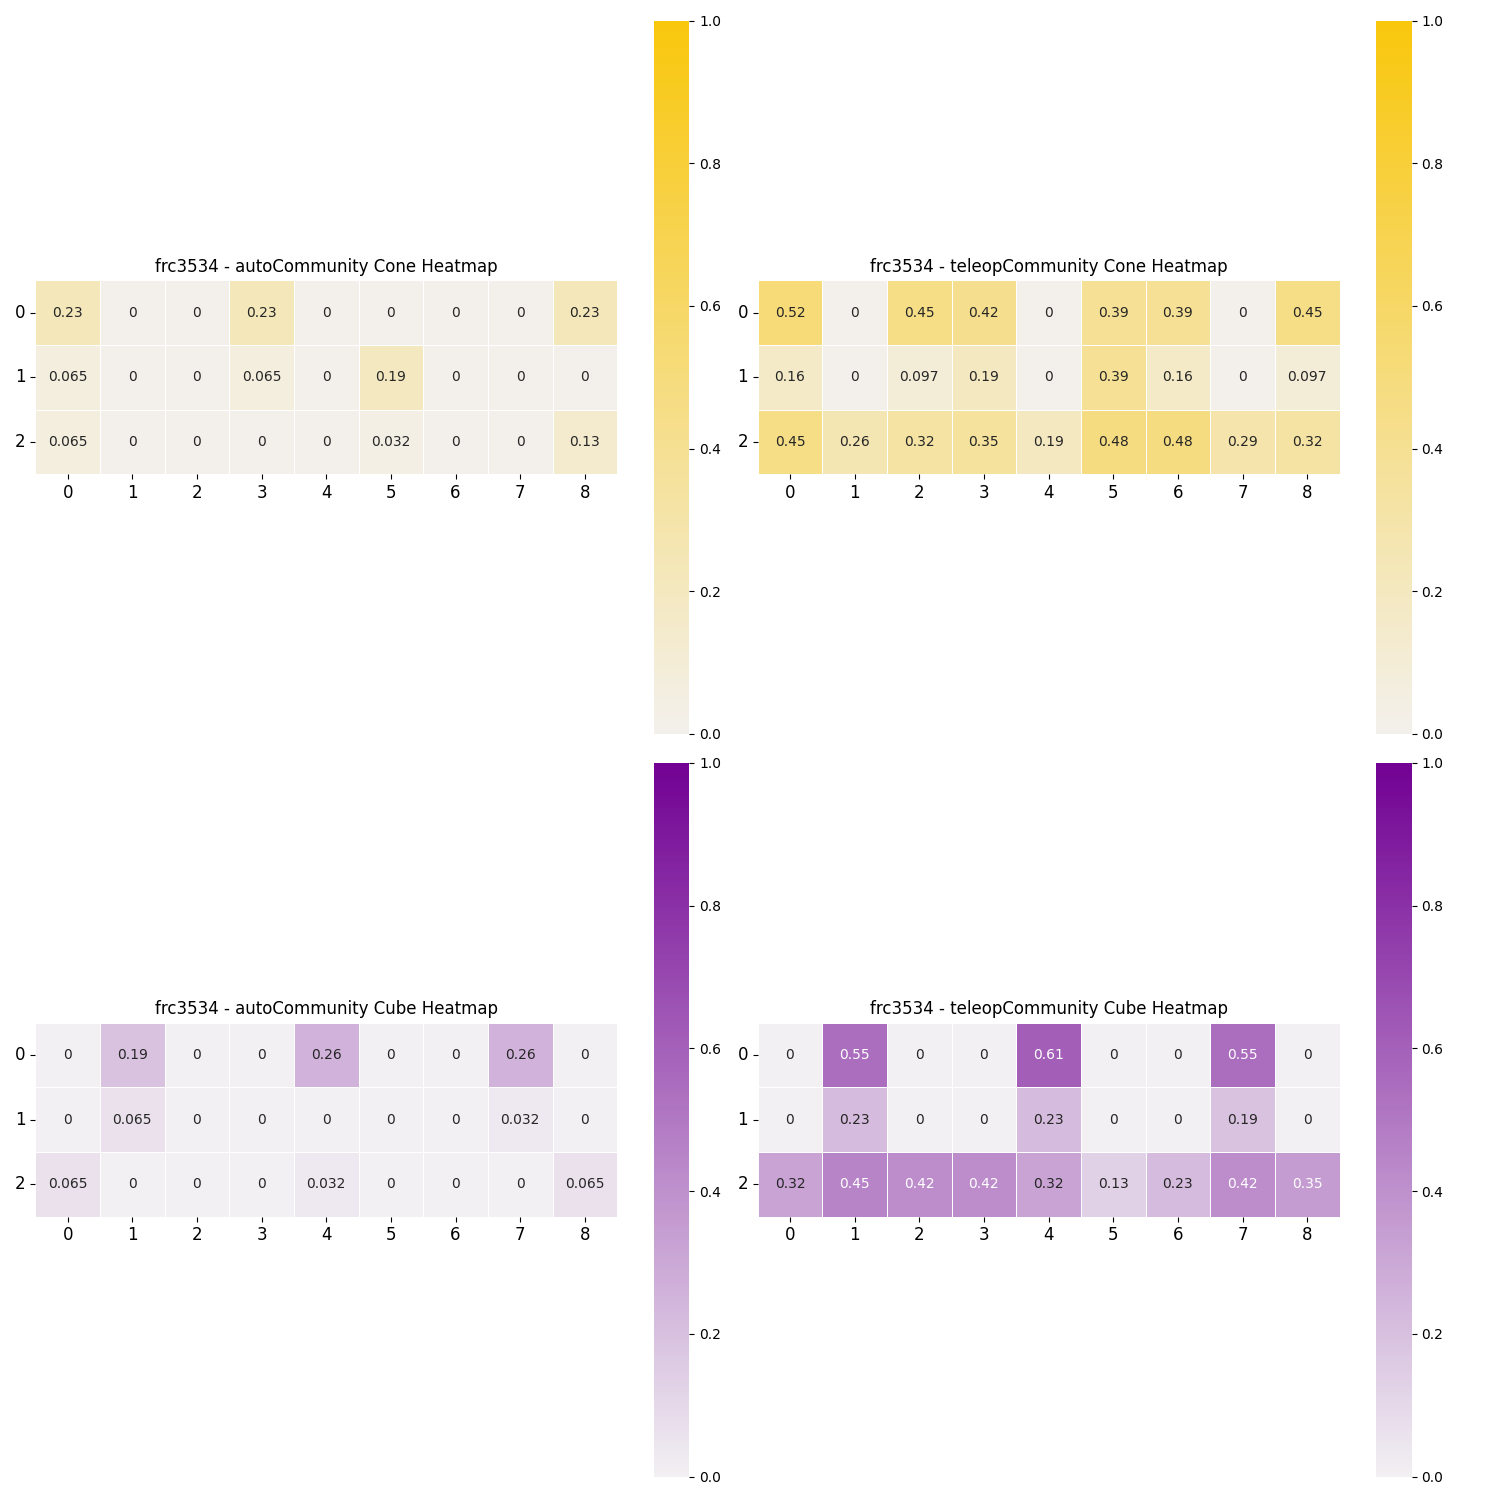 frc3534 - autoCommunity Cone Heatmap
0 0.23 0 0 0.23 0 0 0 0 0.23
1 0.065 0 0 0.065 0 0.19 0 0 0
2 0.065 0 0 0 0 0.032 0 0 0.13
0 1 2 3 4 5 6 7 8
1.0
0.8
0.6
0.4
0.2
0.0
frc3534 - teleopCommunity Cone Heatmap
0 0.52 0 0.45 0.42 0 0.39 0.39 0 0.45
1 0.16 0 0.097 0.19 0 0.39 0.16 0 0.097
2 0.45 0.26 0.32 0.35 0.19 0.48 0.48 0.29 0.32
0 1 2 3 4 5 6 7 8
1.0
0.8
0.6
0.4
0.2
0.0
frc3534 - autoCommunity Cube Heatmap
0 0 0.19 0 0 0.26 0 0 0.26 0
1 0 0.065 0 0 0 0 0 0.032 0
2 0.065 0 0 0 0.032 0 0 0 0.065
0 1 2 3 4 5 6 7 8
1.0
0.8
0.6
0.4
0.2
0.0
frc3534 - teleopCommunity Cube Heatmap
0 0 0.55 0 0 0.61 0 0 0.55 0
1 0 0.23 0 0 0.23 0 0 0.19 0
2 0.32 0.45 0.42 0.42 0.32 0.13 0.23 0.42 0.35
0 1 2 3 4 5 6 7 8
1.0
0.8
0.6
0.4
0.2
0.0